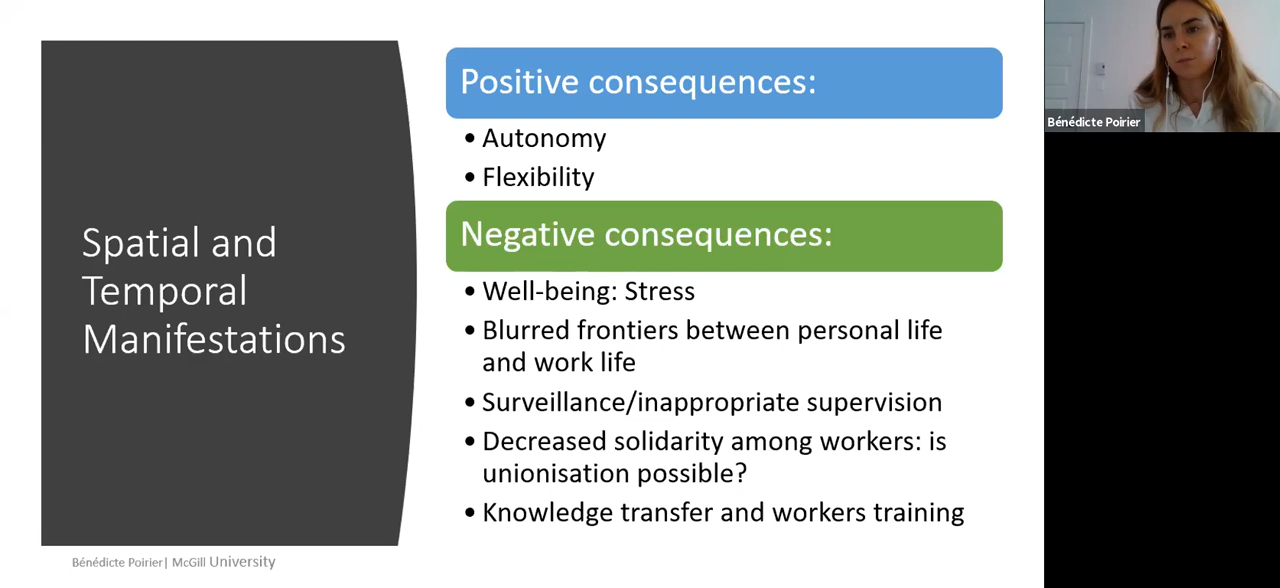 Spatial and
Temporal
Manifestations
Positive consequences:
• Autonomy
• Flexibility
Negative consequences:
• Well-being: Stress
• Blurred frontiers between personal life
and work life
• Surveillance/inappropriate supervision
• Decreased solidarity among workers: is
unionisation possible?
• Knowledge transfer and workers training
Bénédicte Poirier| McGill University
Bénédicte Poirier